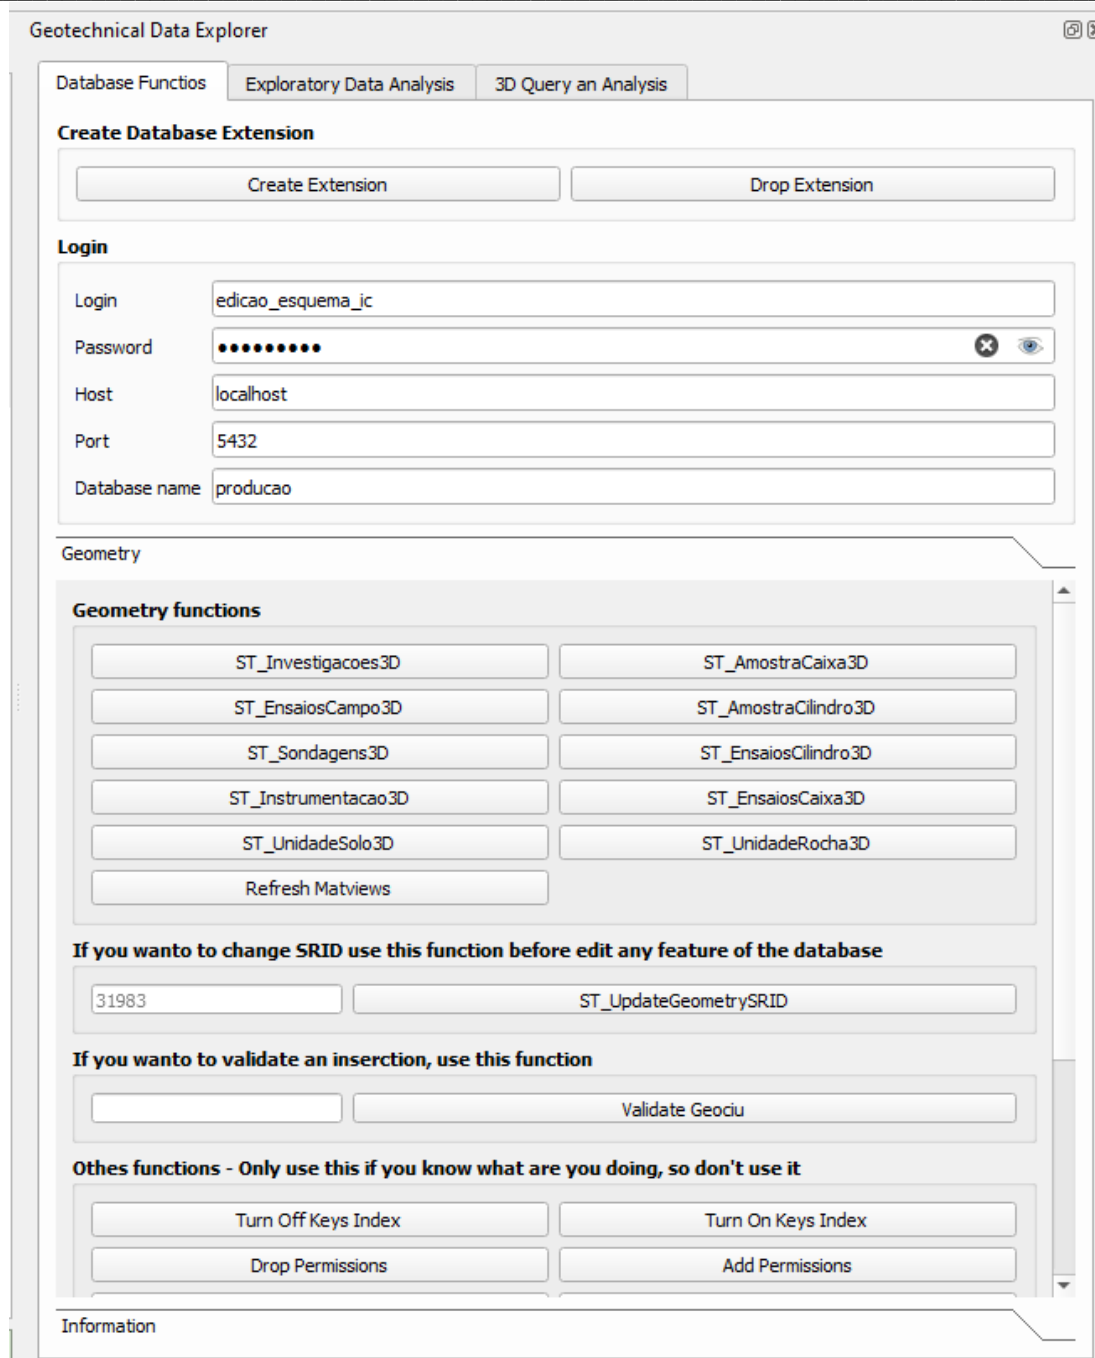 Geotechnical Data Explorer
Database Functios
Exploratory Data Analysis
3D Query an Analysis
Create Database Extension
Create Extension
Drop Extension
Login
Login
edicao_esquema_ic
Password
●●●●●●●●●
Host
localhost
Port
5432
Database name
producao
Geometry
Geometry functions
ST_Investigacoes3D
ST_AmostraCaixa3D
ST_EnsaiosCampo3D
ST_AmostraCilindro3D
ST_Sondagens3D
ST_EnsaiosCilindro3D
ST_Instrumentacao3D
ST_EnsaiosCaixa3D
ST_UnidadeSolo3D
ST_UnidadeRocha3D
Refresh Matviews
If you wanto to change SRID use this function before edit any feature of the database
31983
ST_UpdateGeometrySRID
If you wanto to validate an inserction, use this function
Validate Geociu
Othes functions - Only use this if you know what are you doing, so don't use it
Turn Off Keys Index
Turn On Keys Index
Drop Permissions
Add Permissions
Information